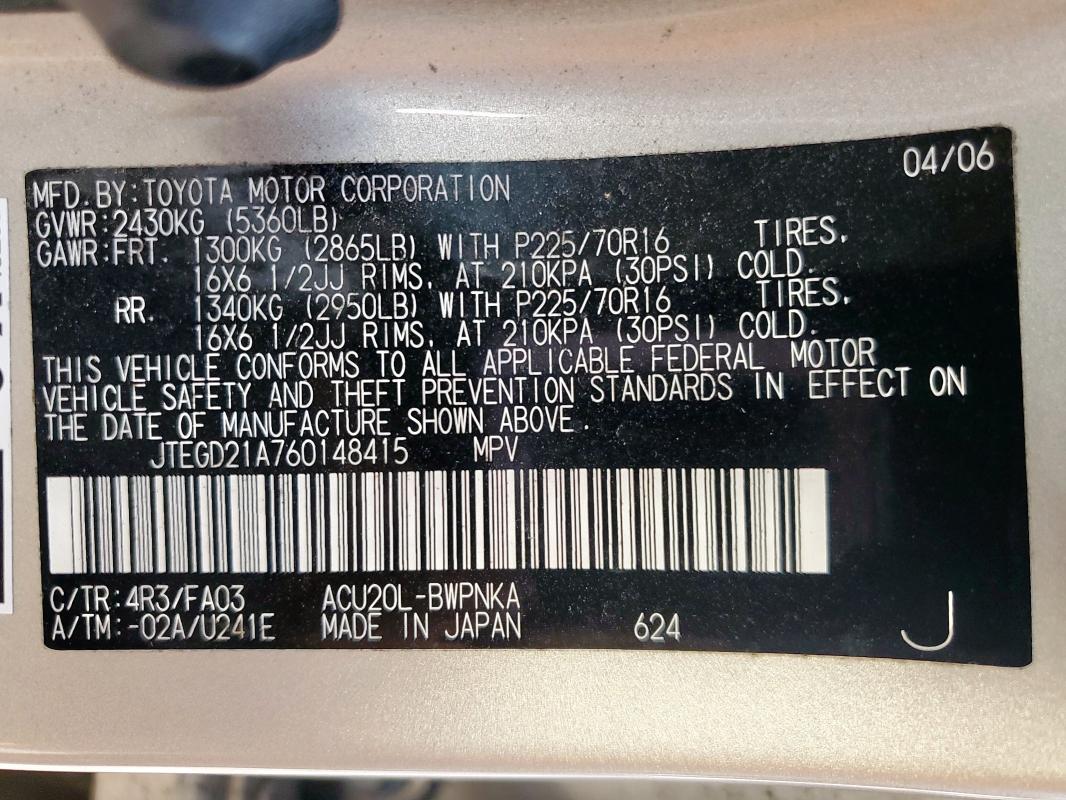 04/06
MFD. BY: TOYOTA MOTOR CORPORATION
GVWR: 2430KG (5360LB)
GAWR: FRT. 1300KG (2865LB) WITH P225/70R16 TIRES,
16X6 1/2JJ RIMS, AT 210KPA (30PSI) COLD.
RR. 1340KG (2950LB) WITH P225/70R16 TIRES,
16X6 1/2JJ RIMS, AT 210KPA (30PSI) COLD.
THIS VEHICLE CONFORMS TO ALL APPLICABLE FEDERAL MOTOR
VEHICLE SAFETY AND THEFT PREVENTION STANDARDS IN EFFECT ON
THE DATE OF MANUFACTURE SHOWN ABOVE.
JTEGD21A760148415 MPV
C/TR: 4R3/FA03 ACU20L-BWPNKA
A/TM: -02A/U241E MADE IN JAPAN 624 J